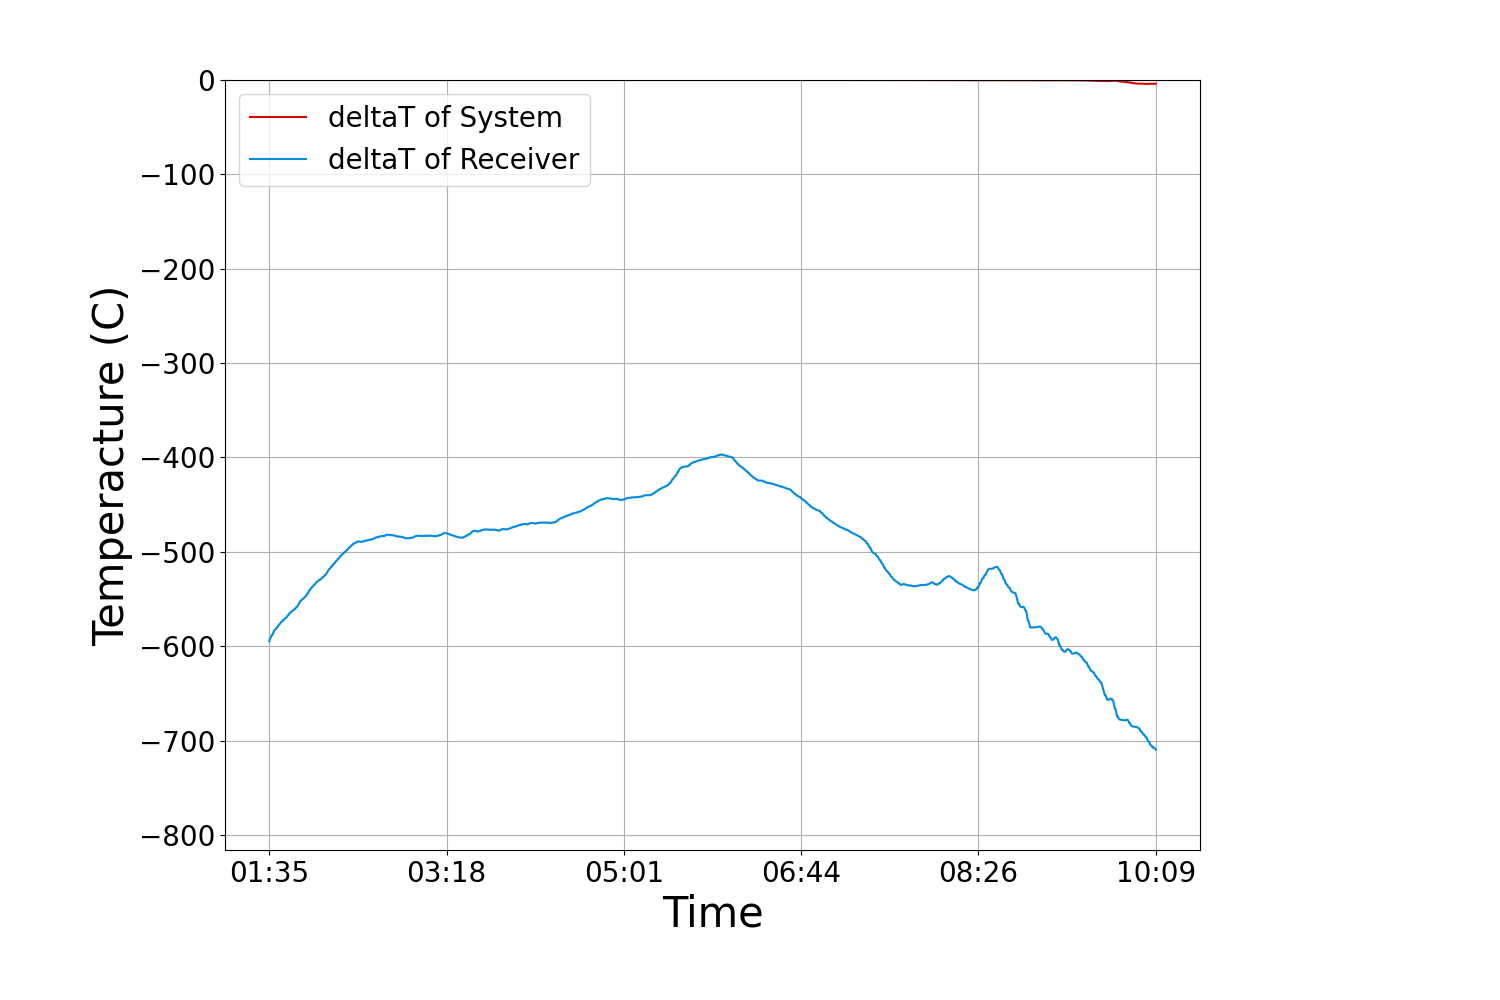 0
−100
−200
−300
−400
−500
−600
−700
−800
Temperacture (C)
deltaT of System
deltaT of Receiver
01:35 03:18 05:01 06:44 08:26 10:09
Time